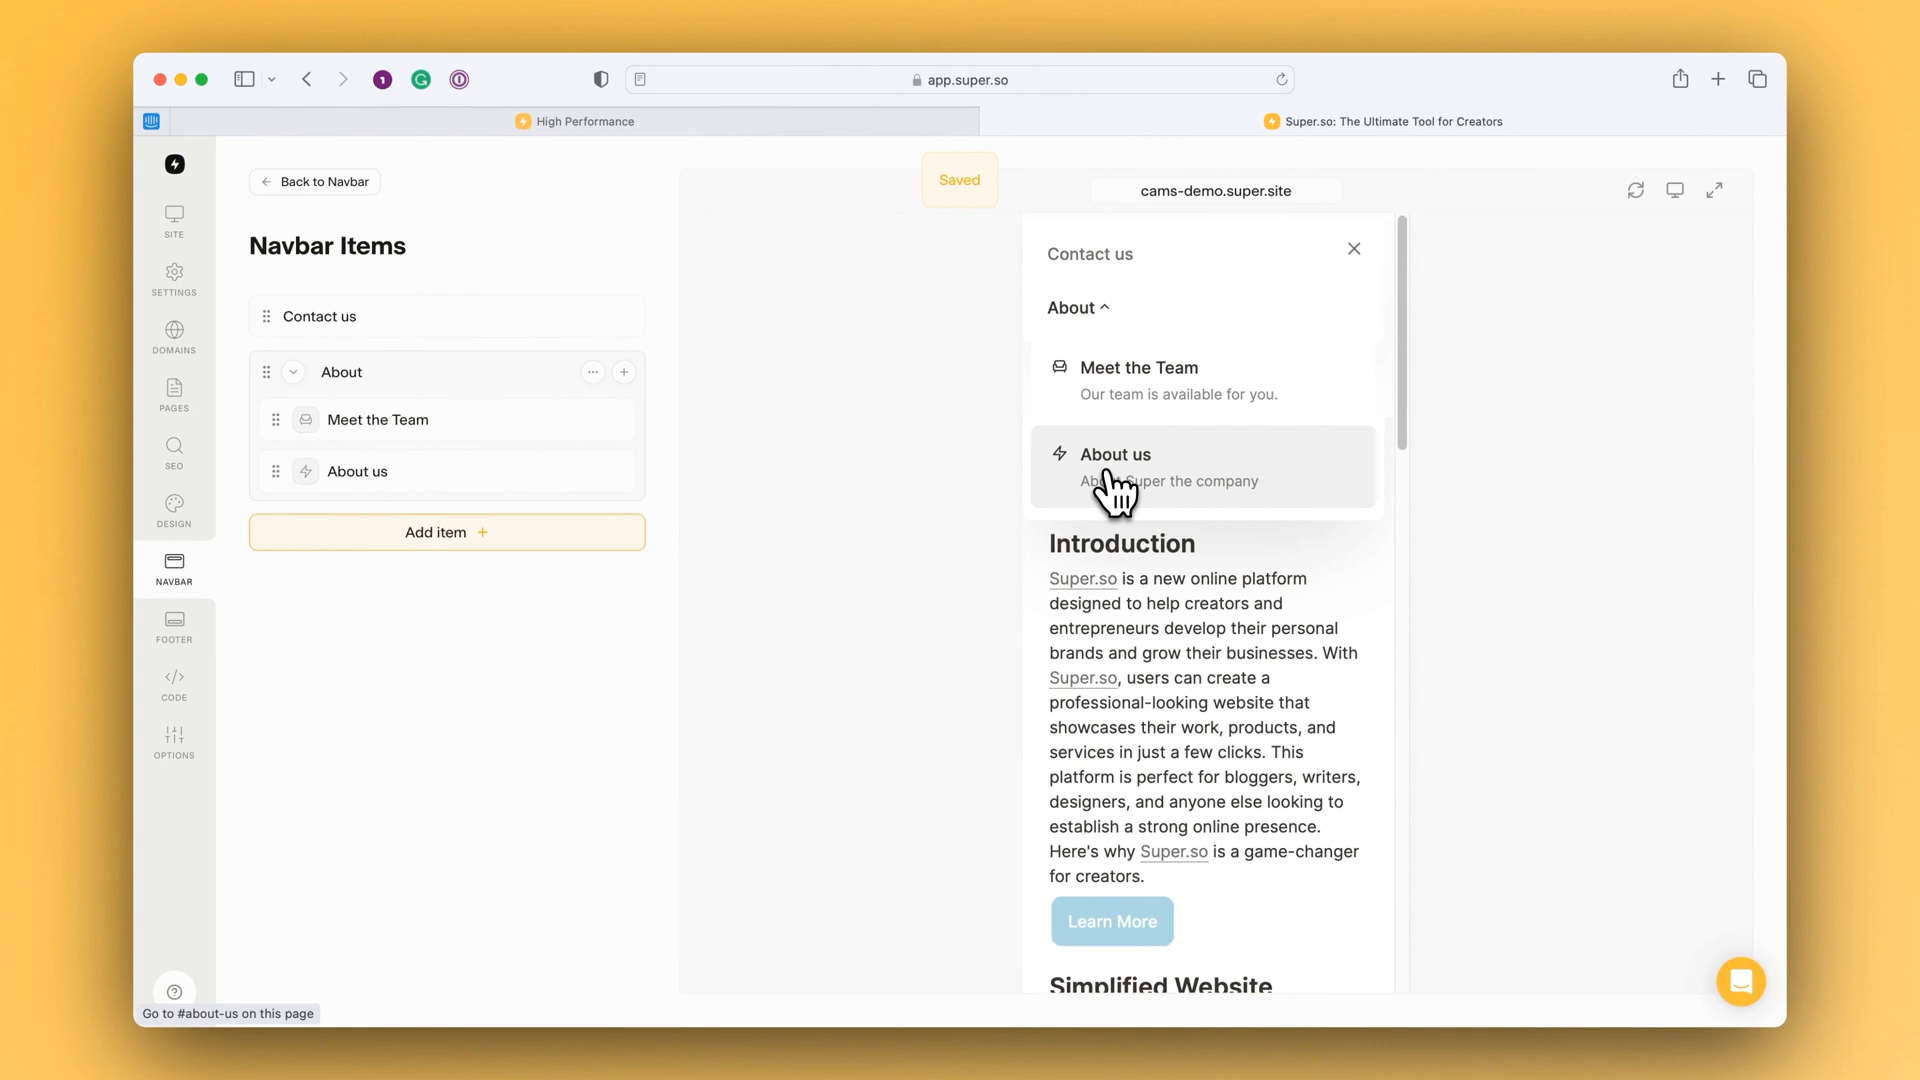 app.super.so
High Performance
Super.so: The Ultimate Tool for Creators
SITE
SETTINGS
DOMAINS
PAGES
SEO
DESIGN
NAVBAR
FOOTER
CODE
OPTIONS
Back to Navbar
Navbar Items
Contact us
About
Meet the Team
About us
Add item +
Saved
cams-demo.super.site
Contact us
About
Meet the Team
Our team is available for you.
About us
About Super the company
Introduction
Super.so is a new online platform
designed to help creators and
entrepreneurs develop their personal
brands and grow their businesses. With
Super.so, users can create a
professional-looking website that
showcases their work, products, and
services in just a few clicks. This
platform is perfect for bloggers, writers,
designers, and anyone else looking to
establish a strong online presence.
Here's why Super.so is a game-changer
for creators.
Learn More
Simplified Website
Go to #about-us on this page